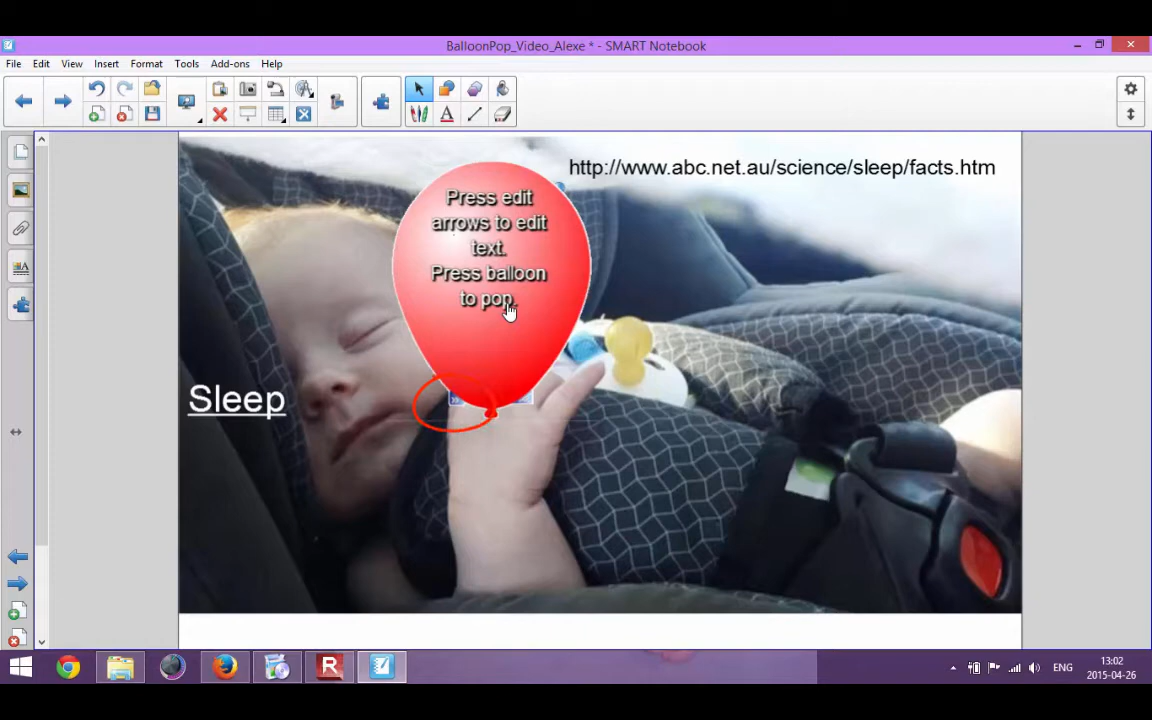 BalloonPop_Video_Alexe * - SMART Notebook
File Edit View Insert Format Tools Add-ons Help
http://www.abc.net.au/science/sleep/facts.htm
Press edit
arrows to edit
text.
Press balloon
to pop.
Sleep
ENG
13:02
2015-04-26